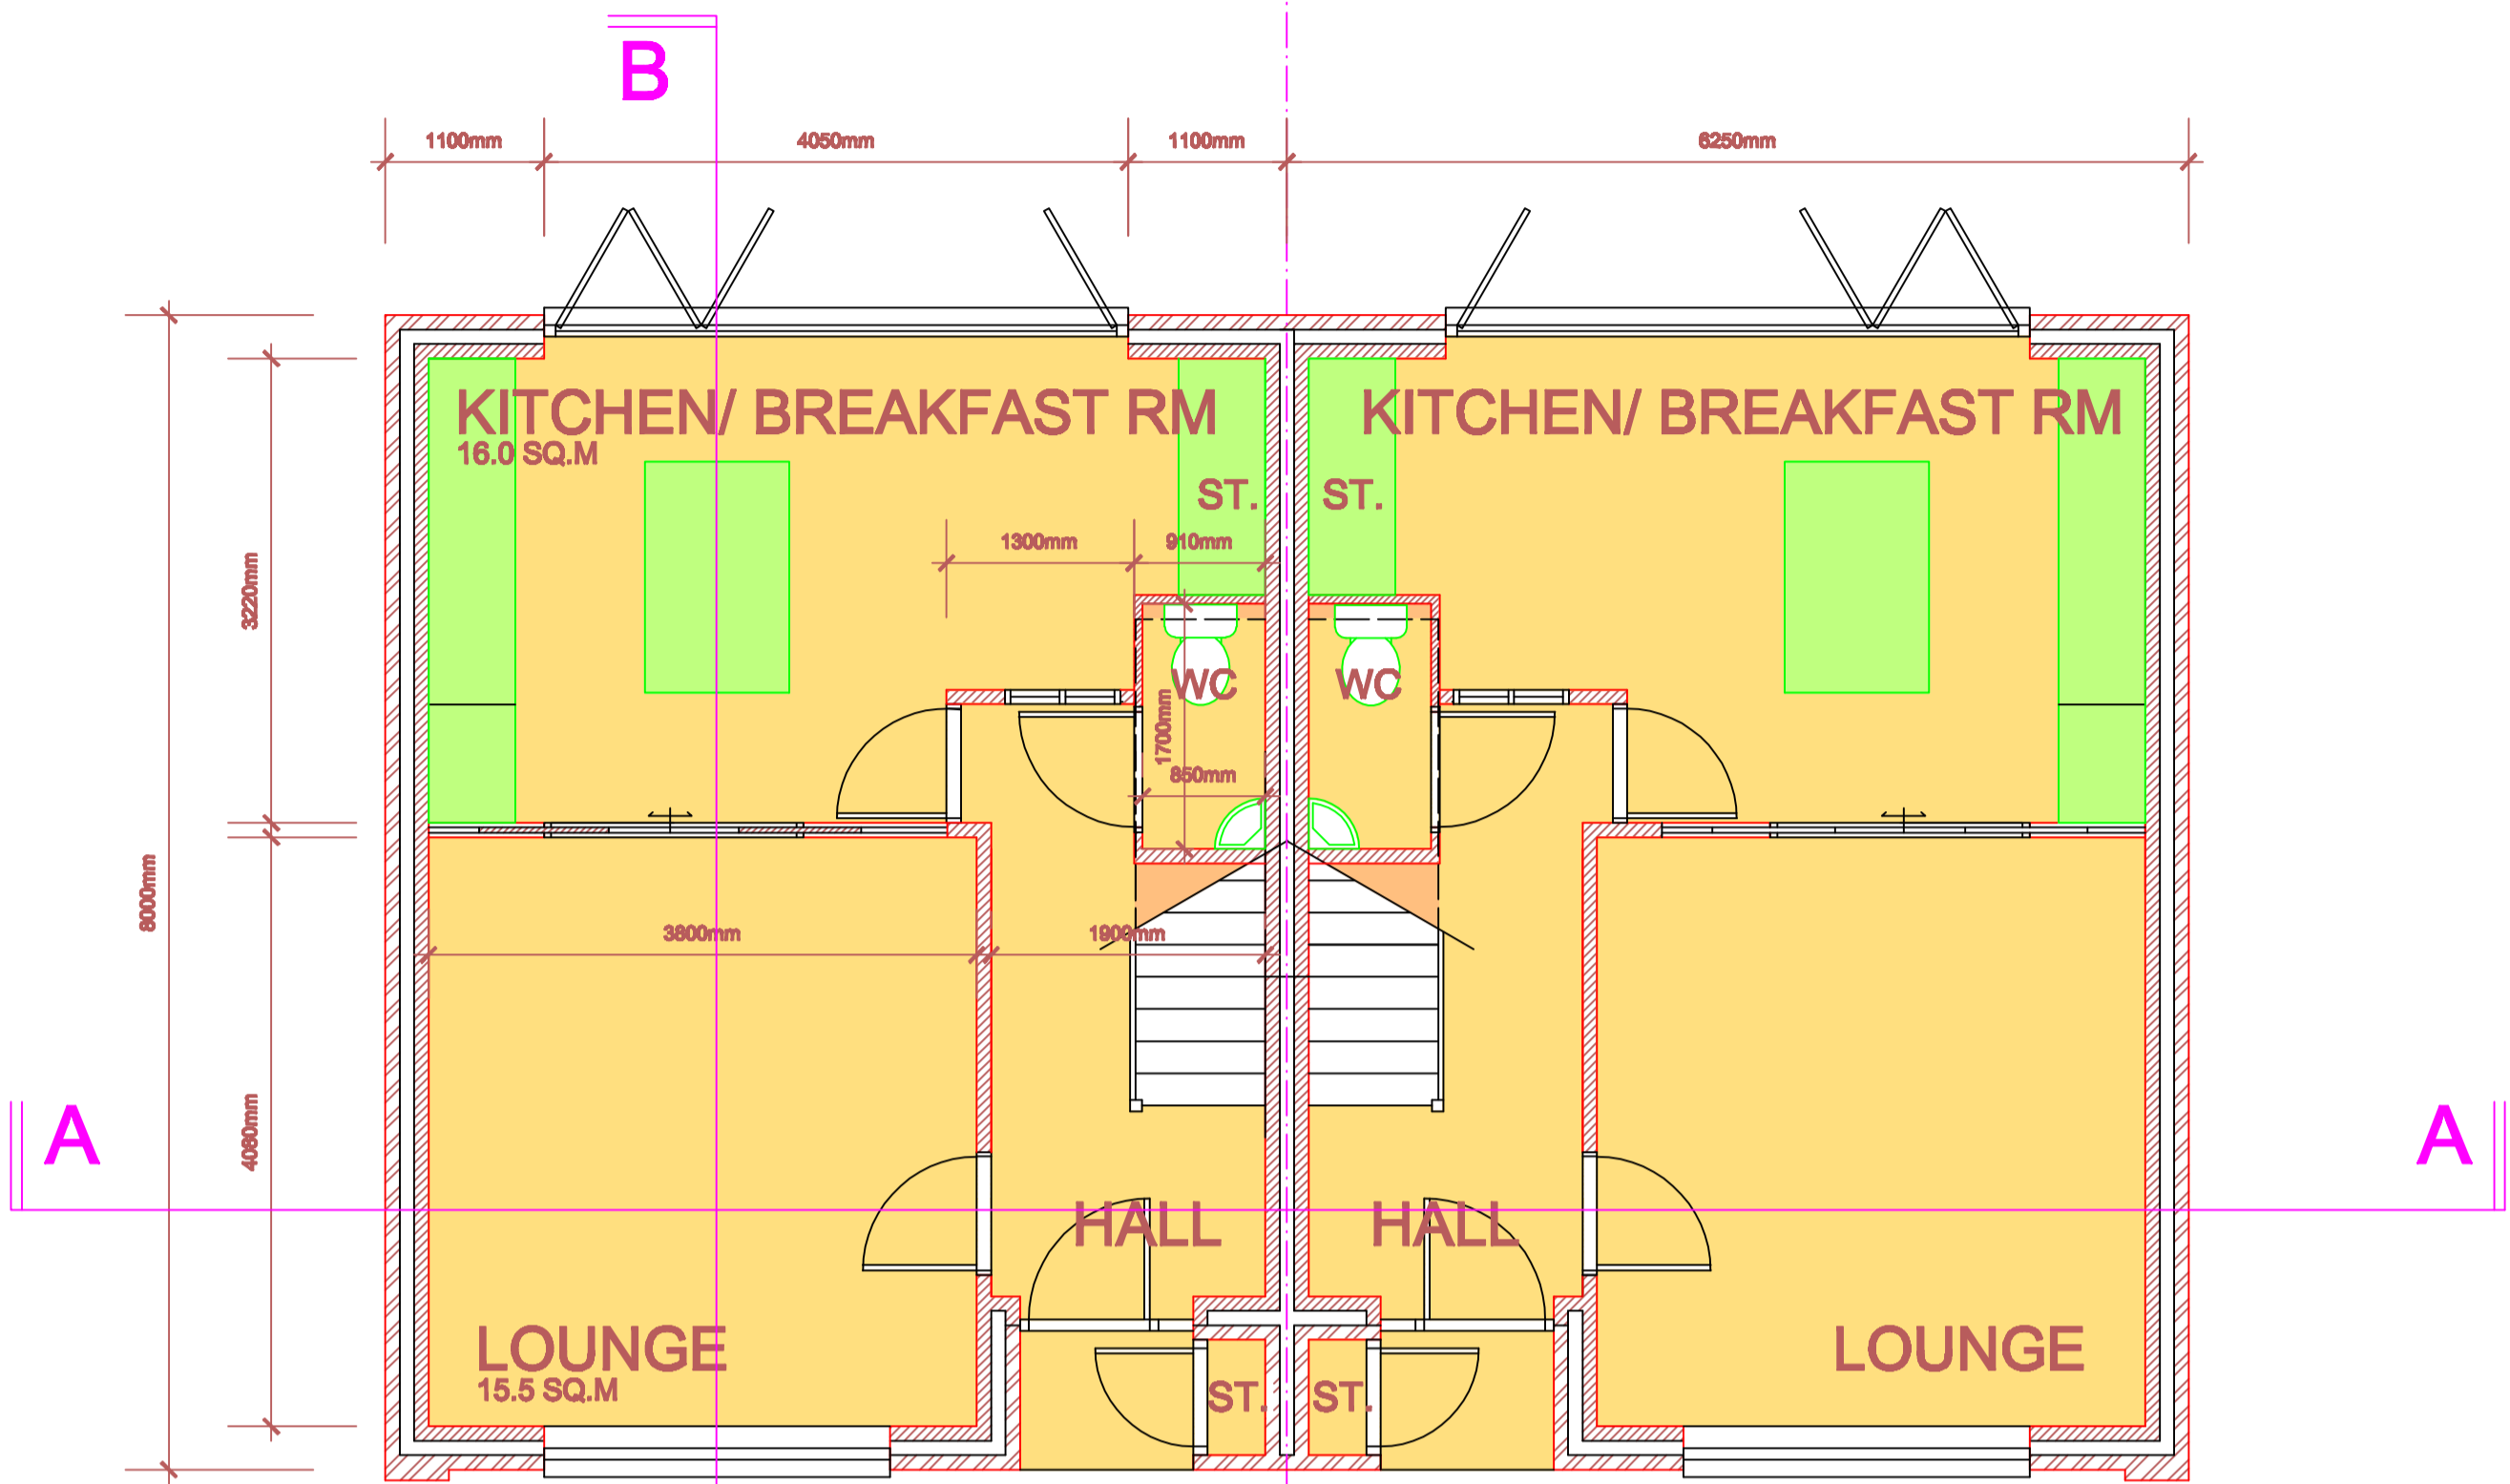 B
1100mm
4050mm
1100mm
6250mm
KITCHEN/ BREAKFAST RM
16.0 SQ.M
KITCHEN/ BREAKFAST RM
ST.
ST.
1300mm
910mm
3220mm
WC
WC
1700mm
850mm
8000mm
3800mm
1900mm
A
4080mm
A
HALL
HALL
LOUNGE
15.5 SQ.M
LOUNGE
ST.
ST.